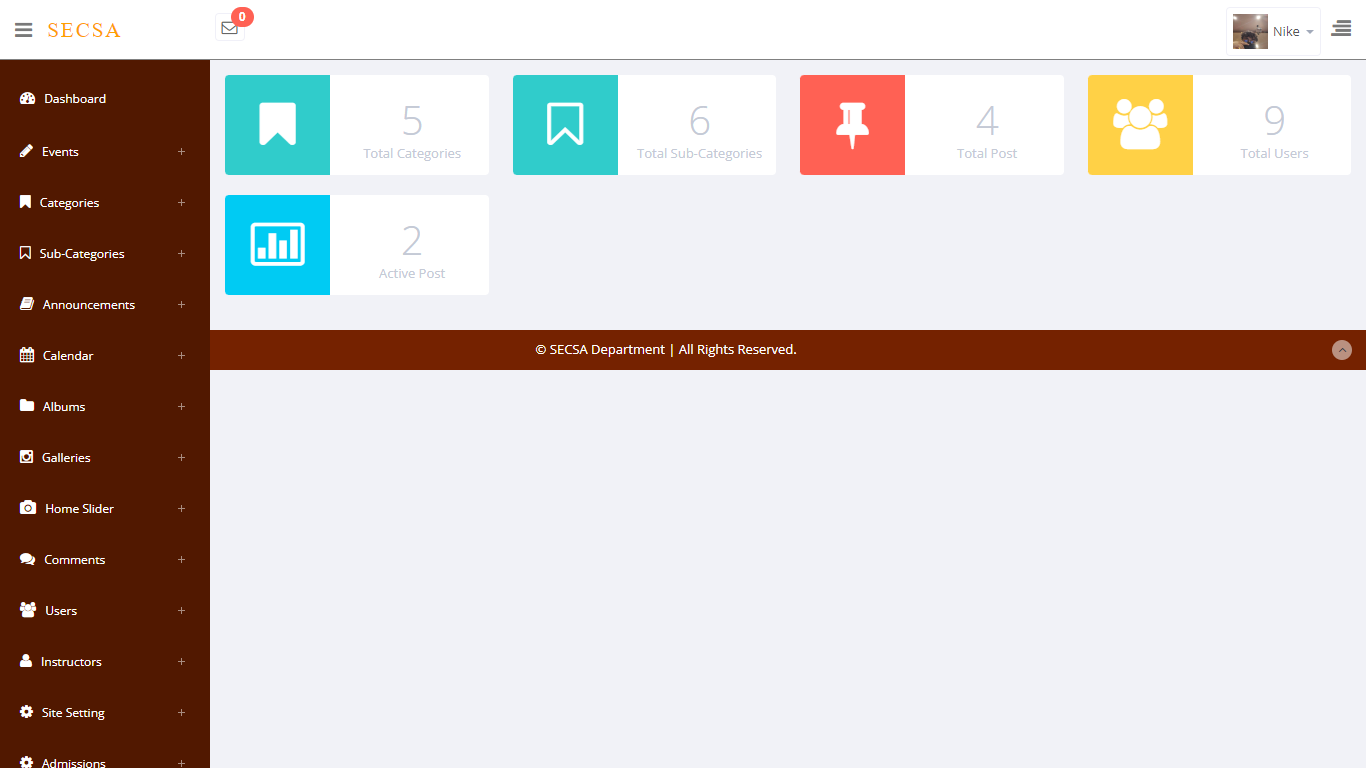 SECSA
0
Nike
Dashboard
Events +
Categories +
Sub-Categories +
Announcements +
Calendar +
Albums +
Galleries +
Home Slider +
Comments +
Users +
Instructors +
Site Setting +
Admissions +
5
Total Categories
6
Total Sub-Categories
4
Total Post
9
Total Users
2
Active Post
© SECSA Department | All Rights Reserved.